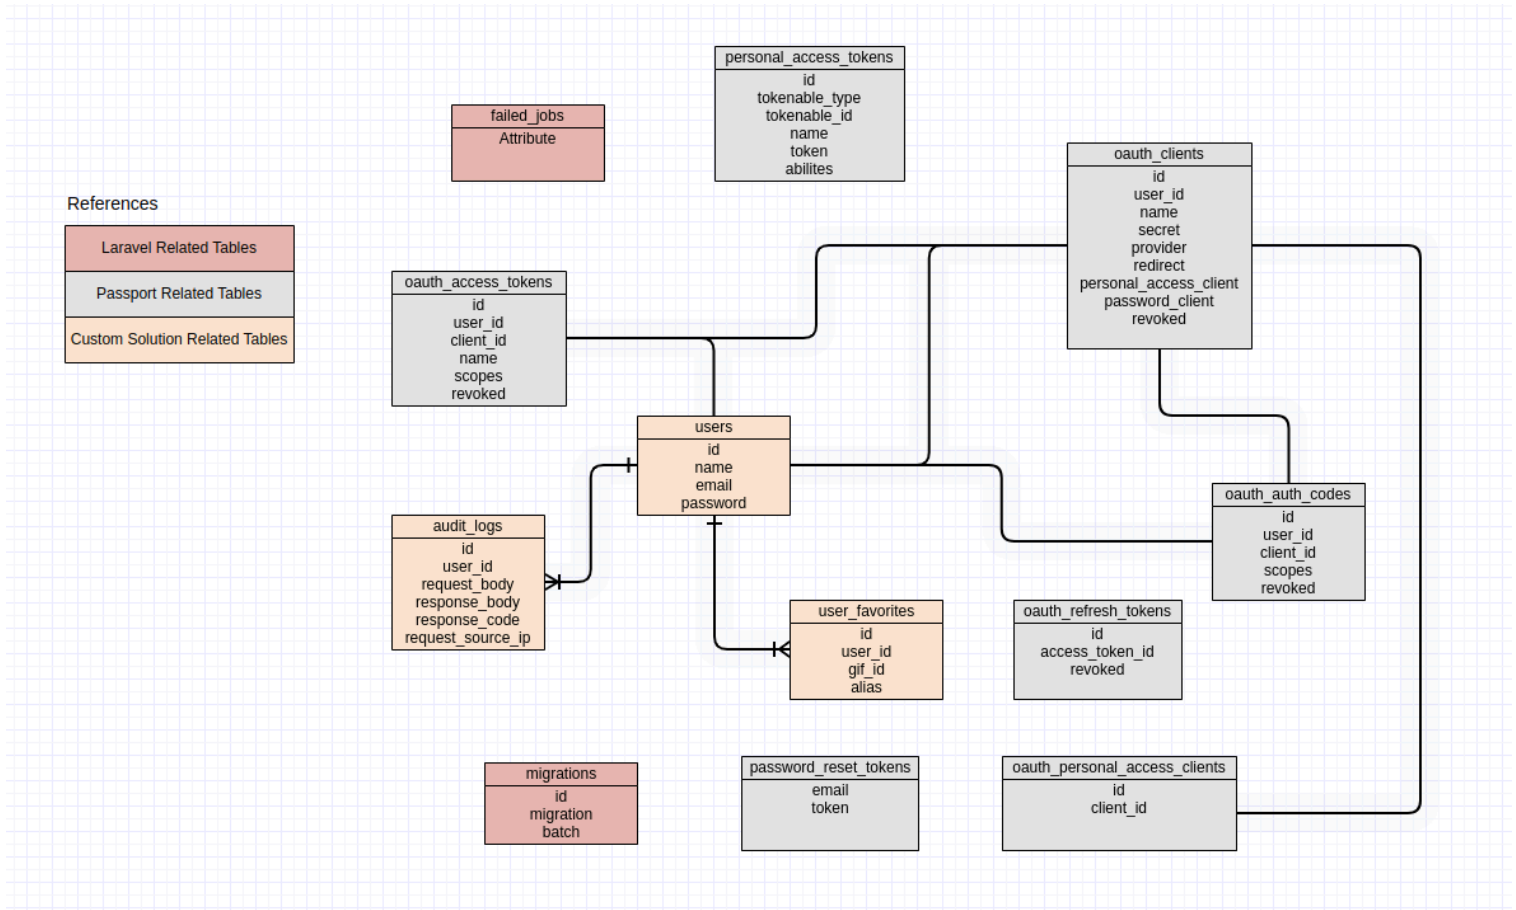 personal_access_tokens
id
tokenable_type
tokenable_id
name
token
abilites
failed_jobs
Attribute
oauth_clients
id
user_id
name
secret
provider
redirect
personal_access_client
password_client
revoked
References
Laravel Related Tables
Passport Related Tables
Custom Solution Related Tables
oauth_access_tokens
id
user_id
client_id
name
scopes
revoked
users
id
name
email
password
oauth_auth_codes
id
user_id
client_id
scopes
revoked
audit_logs
id
user_id
request_body
response_body
response_code
request_source_ip
user_favorites
id
user_id
gif_id
alias
oauth_refresh_tokens
id
access_token_id
revoked
migrations
id
migration
batch
password_reset_tokens
email
token
oauth_personal_access_clients
id
client_id